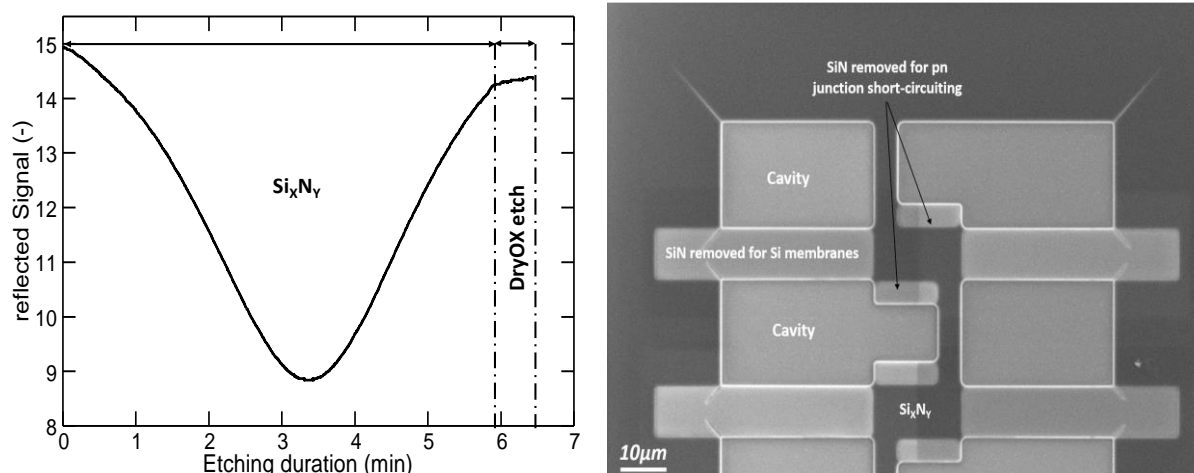 15
14
13
12
11
10
9
8
0
1
2
3
4
5
6
7
reflected Signal (-)
Etching duration (min)
SiXNY
DryOX etch
SiN removed for pn
junction short-circuiting
Cavity
SiN removed for Si membranes
Cavity
SiXNY
10μm